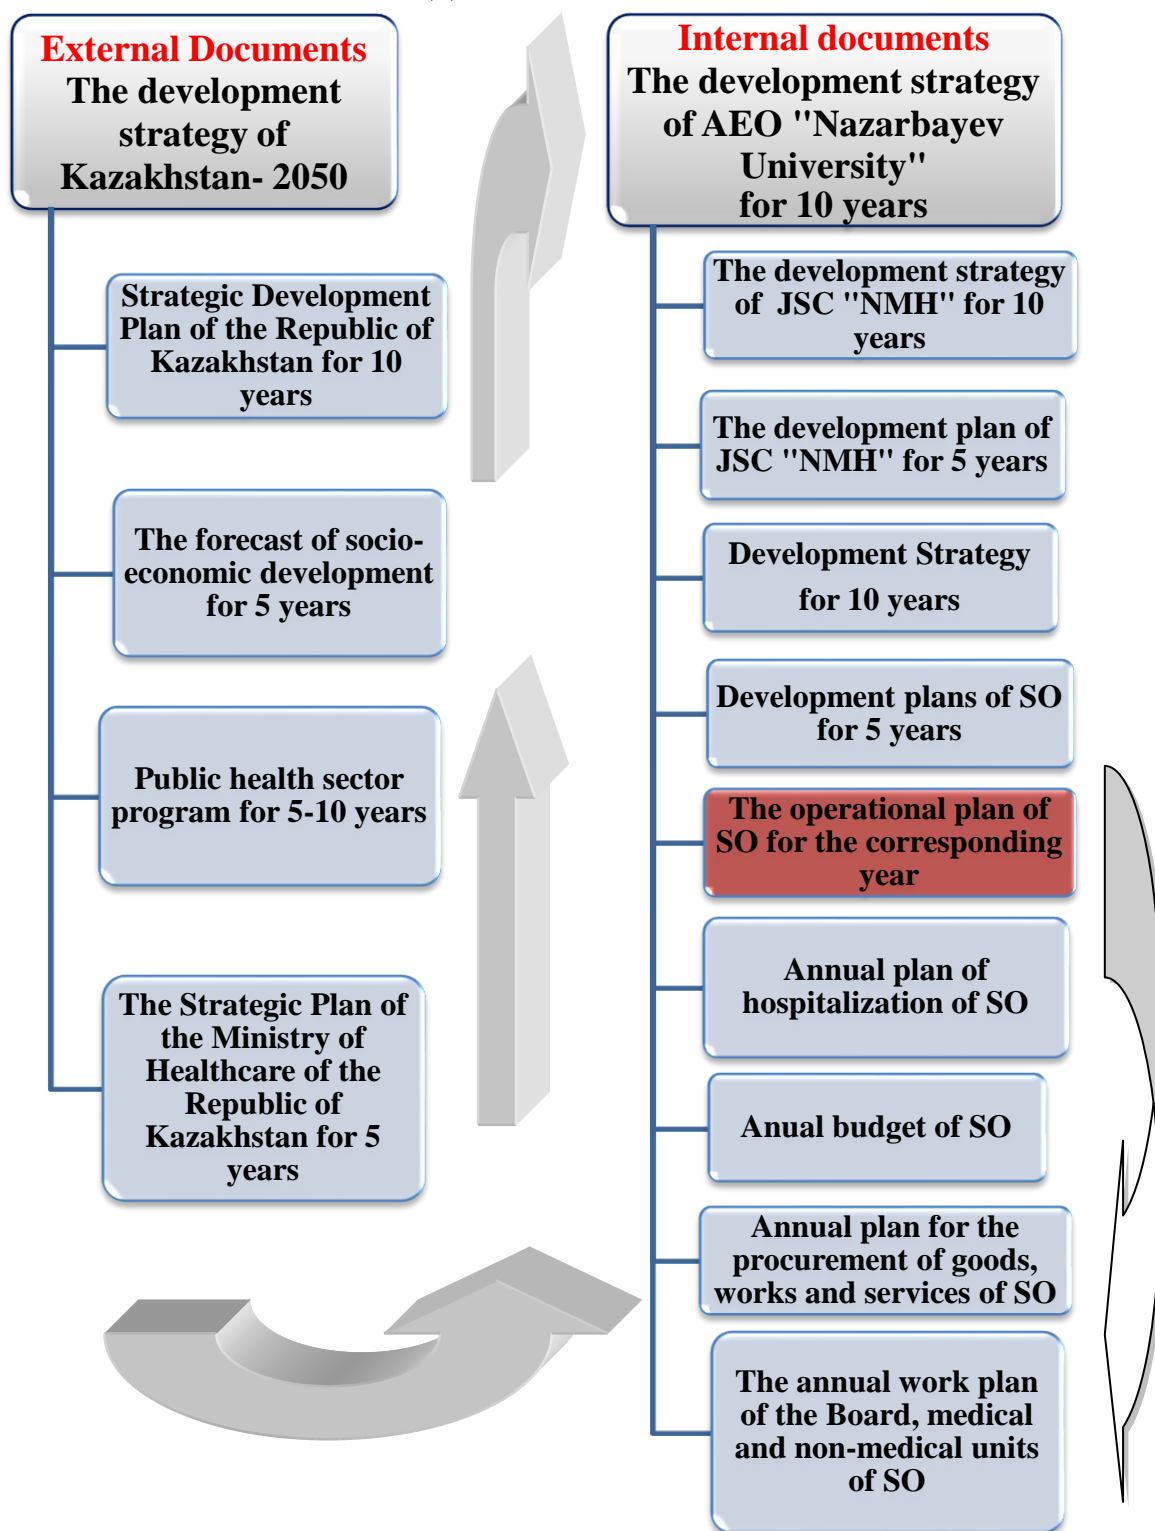 External Documents
The development
strategy of
Kazakhstan- 2050
Strategic Development
Plan of the Republic of
Kazakhstan for 10
years
The forecast of socio-
economic development
for 5 years
Public health sector
program for 5-10 years
The Strategic Plan of
the Ministry of
Healthcare of the
Republic of
Kazakhstan for 5
years
Internal documents
The development strategy
of AEO "Nazarbayev
University"
for 10 years
The development strategy
of JSC "NMH" for 10
years
The development plan of
JSC "NMH" for 5 years
Development Strategy
for 10 years
Development plans of SO
for 5 years
The operational plan of
SO for the corresponding
year
Annual plan of
hospitalization of SO
Anual budget of SO
Annual plan for the
procurement of goods,
works and services of SO
The annual work plan
of the Board, medical
and non-medical units
of SO